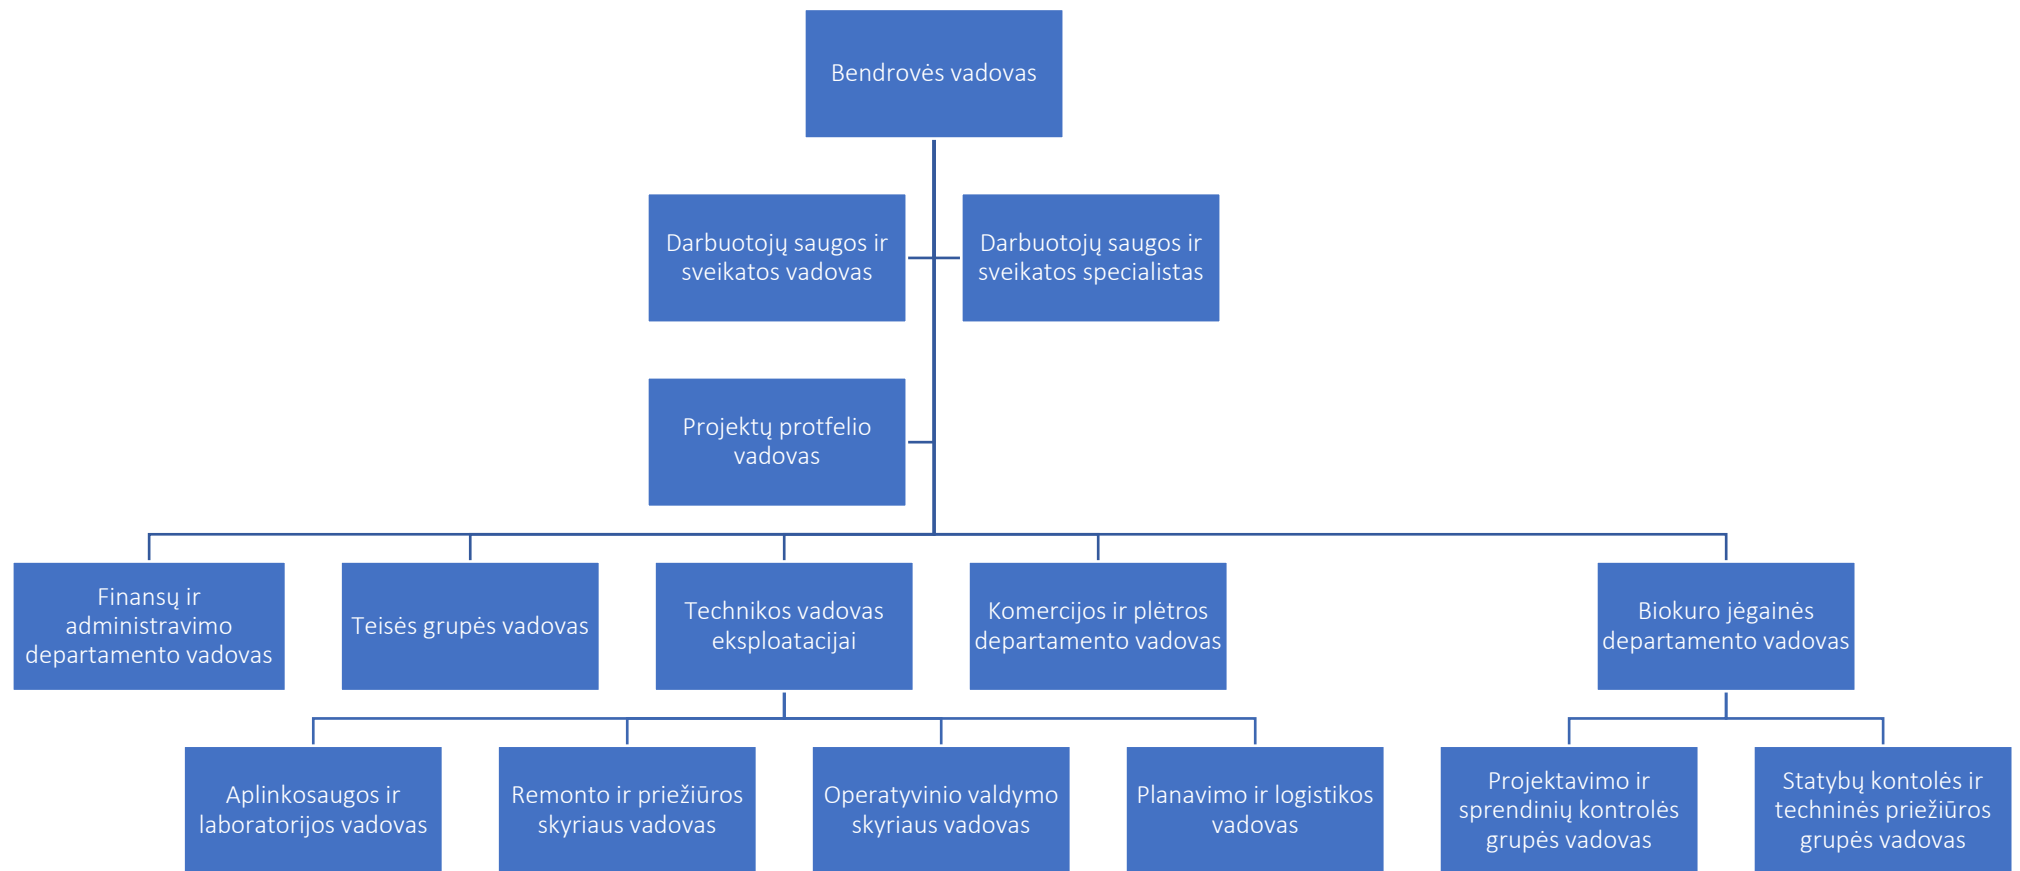 Bendrovės vadovas
Darbuotojų saugos ir
sveikatos vadovas
Darbuotojų saugos ir
sveikatos specialistas
Projektų protfelio
vadovas
Finansų ir
administravimo
departamento vadovas
Teisės grupės vadovas
Technikos vadovas
eksploatacijai
Komercijos ir plėtros
departamento vadovas
Biokuro jėgainės
departamento vadovas
Aplinkosaugos ir
laboratorijos vadovas
Remonto ir priežiūros
skyriaus vadovas
Operatyvinio valdymo
skyriaus vadovas
Planavimo ir logistikos
vadovas
Projektavimo ir
sprendinių kontrolės
grupės vadovas
Statybų kontolės ir
techninės priežiūros
grupės vadovas